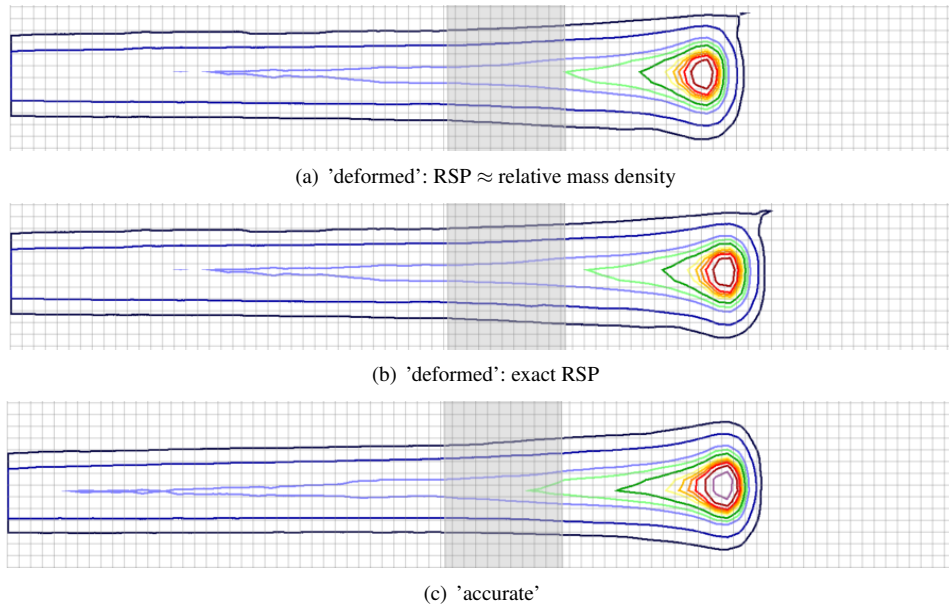 (a) ’deformed’: RSP ≈ relative mass density
(b) ’deformed’: exact RSP
(c) ’accurate’